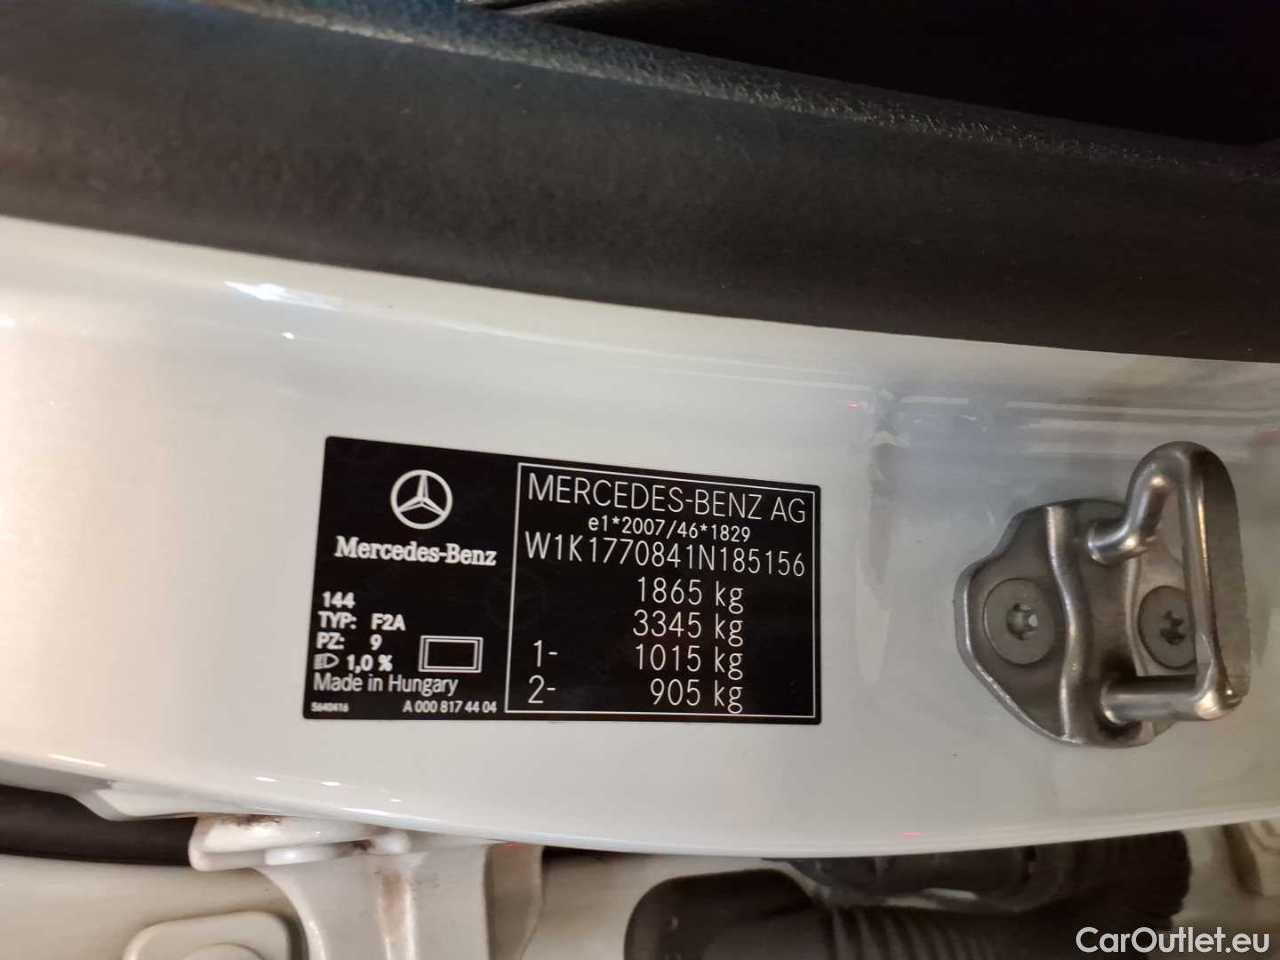 Mercedes-Benz
144
TYP: F2A
PZ: 9
1,0 %
Made in Hungary
5640416 A 000 817 44 04
MERCEDES-BENZ AG
e1*2007/46*1829
W1K1770841N185156
1865 kg
3345 kg
1- 1015 kg
2- 905 kg
CarOutlet.eu